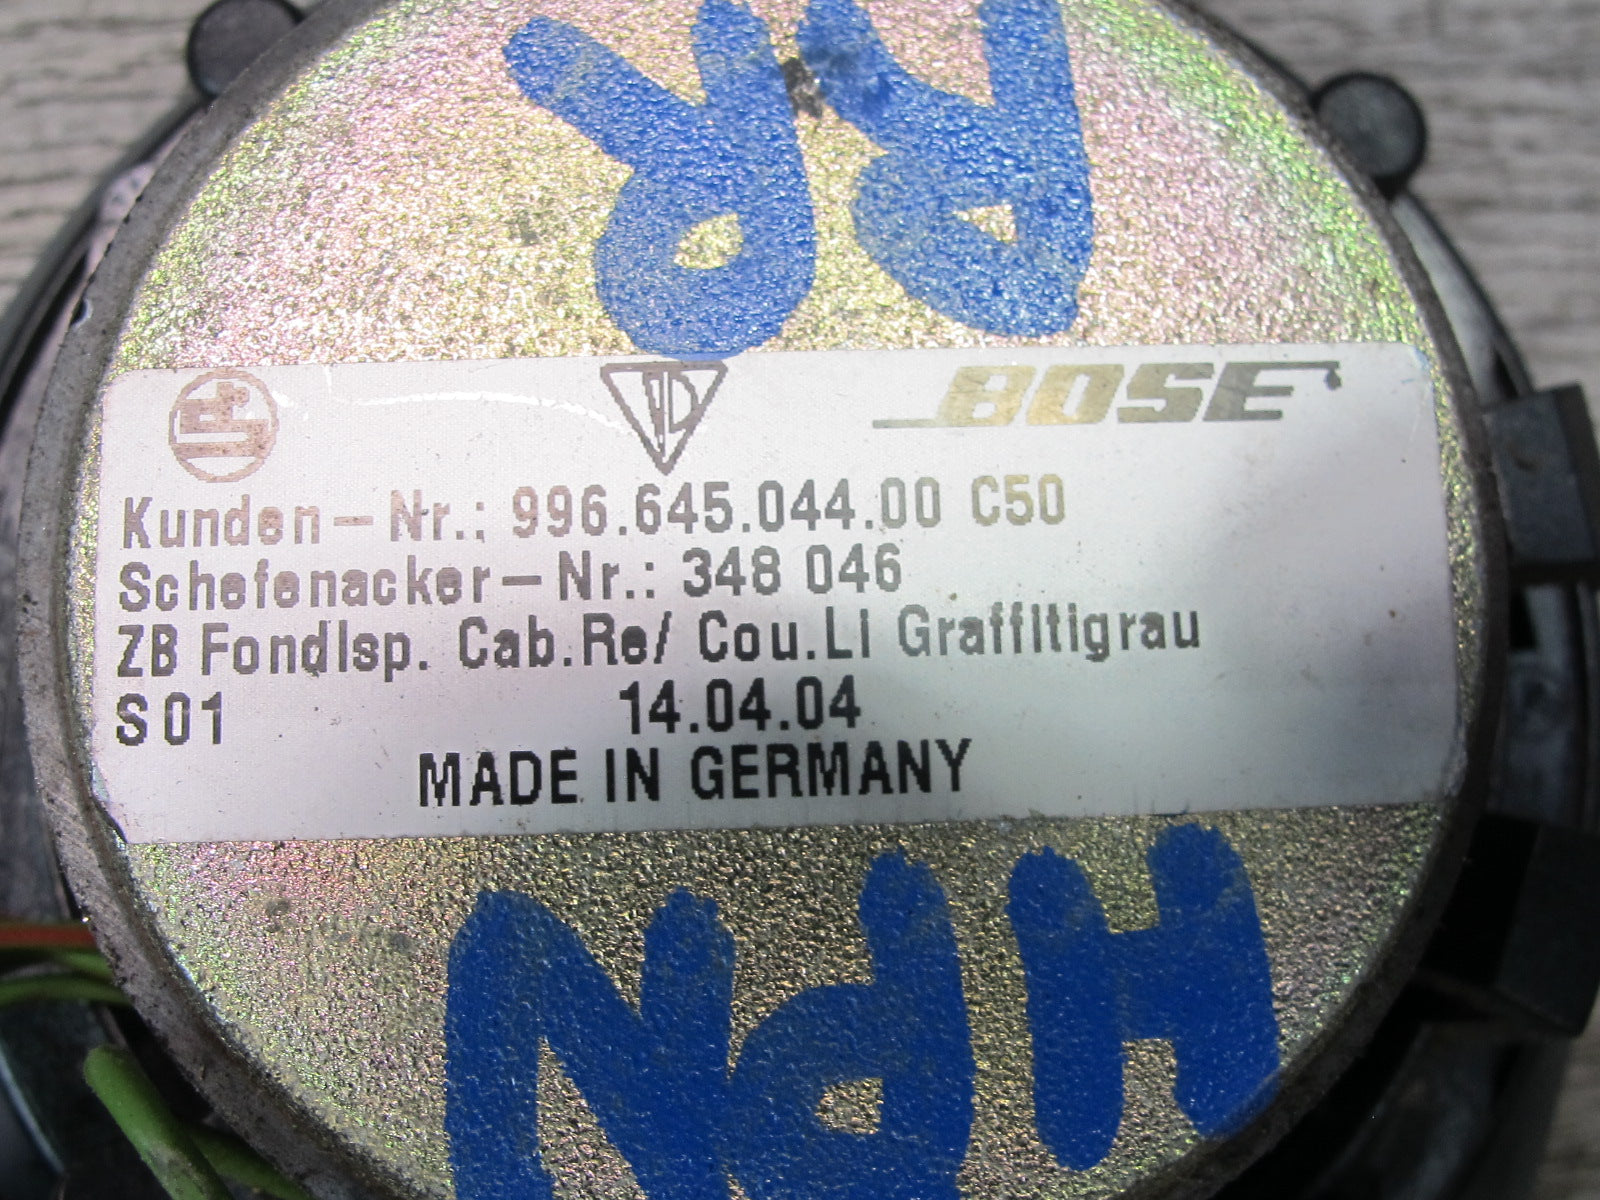 RR
BOSE
Kunden-Nr.: 996.645.044.00 C50
Schefenacker-Nr.: 348 046
ZB Fondlsp. Cab.Re/ Cou.Li Graffitigrau
S01 14.04.04
MADE IN GERMANY
HPN